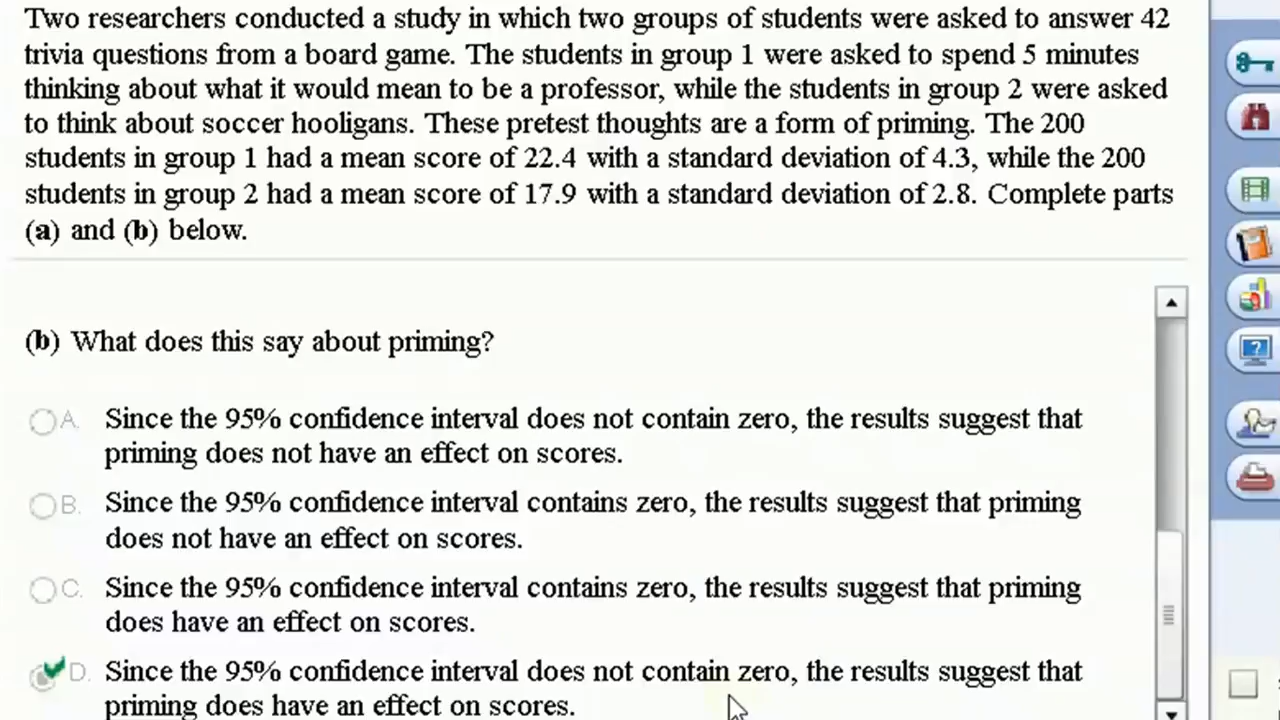 Two researchers conducted a study in which two groups of students were asked to answer 42
trivia questions from a board game. The students in group 1 were asked to spend 5 minutes
thinking about what it would mean to be a professor, while the students in group 2 were asked
to think about soccer hooligans. These pretest thoughts are a form of priming. The 200
students in group 1 had a mean score of 22.4 with a standard deviation of 4.3, while the 200
students in group 2 had a mean score of 17.9 with a standard deviation of 2.8. Complete parts
(a) and (b) below.
(b) What does this say about priming?
A. Since the 95% confidence interval does not contain zero, the results suggest that
priming does not have an effect on scores.
B. Since the 95% confidence interval contains zero, the results suggest that priming
does not have an effect on scores.
C. Since the 95% confidence interval contains zero, the results suggest that priming
does have an effect on scores.
D. Since the 95% confidence interval does not contain zero, the results suggest that
priming does have an effect on scores.